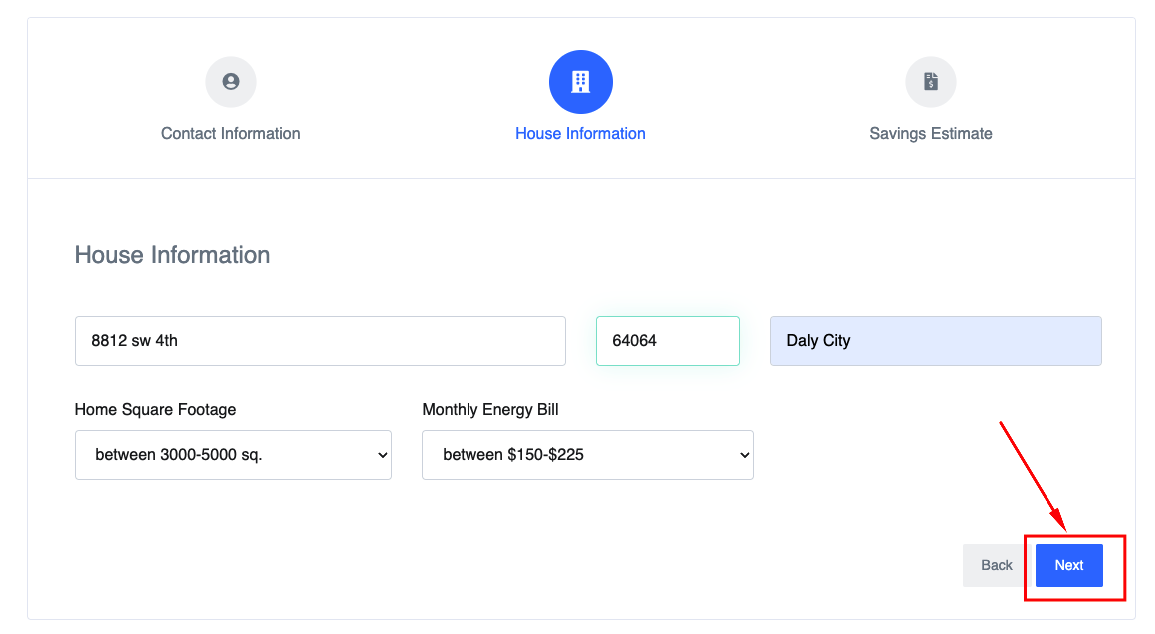 Contact Information
House Information
Savings Estimate
House Information
8812 sw 4th
64064
Daly City
Home Square Footage
Monthly Energy Bill
between 3000-5000 sq.
between $150-$225
Back
Next